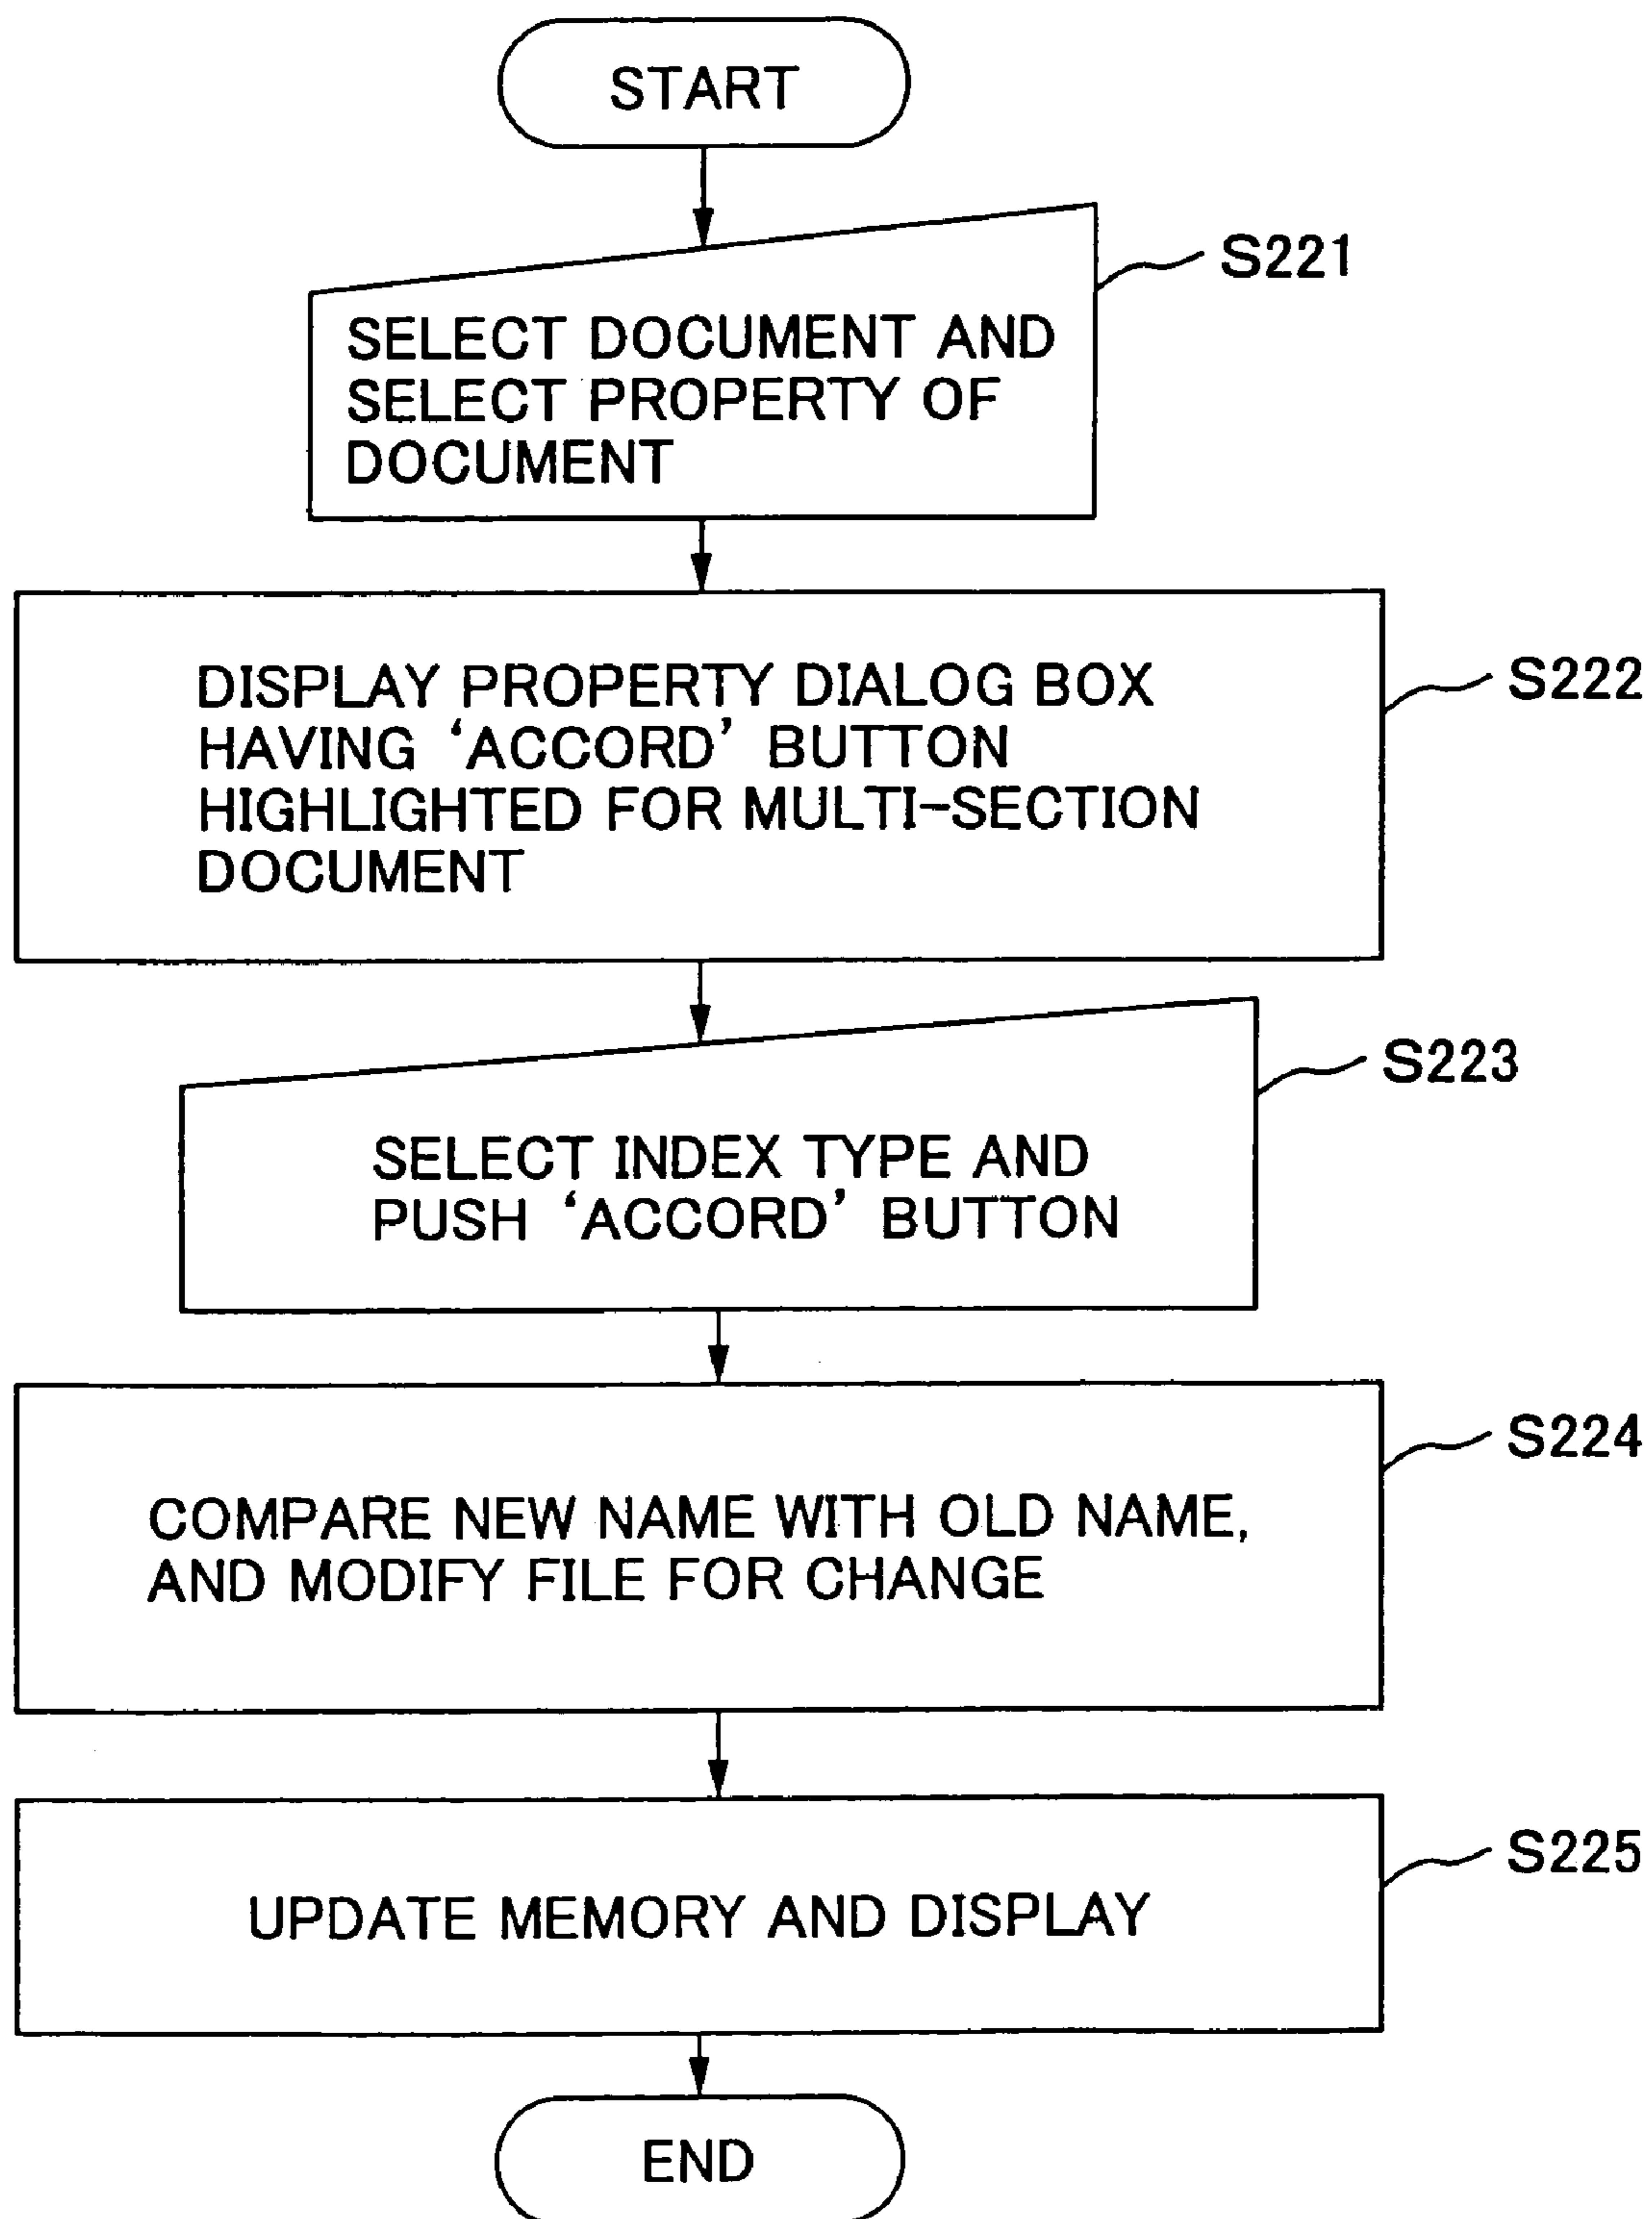 START
S221
SELECT DOCUMENT AND
SELECT PROPERTY OF
DOCUMENT
S222
DISPLAY PROPERTY DIALOG BOX
HAVING ‘ACCORD’ BUTTON
HIGHLIGHTED FOR MULTI-SECTION
DOCUMENT
S223
SELECT INDEX TYPE AND
PUSH ‘ACCORD’ BUTTON
S224
COMPARE NEW NAME WITH OLD NAME,
AND MODIFY FILE FOR CHANGE
S225
UPDATE MEMORY AND DISPLAY
END